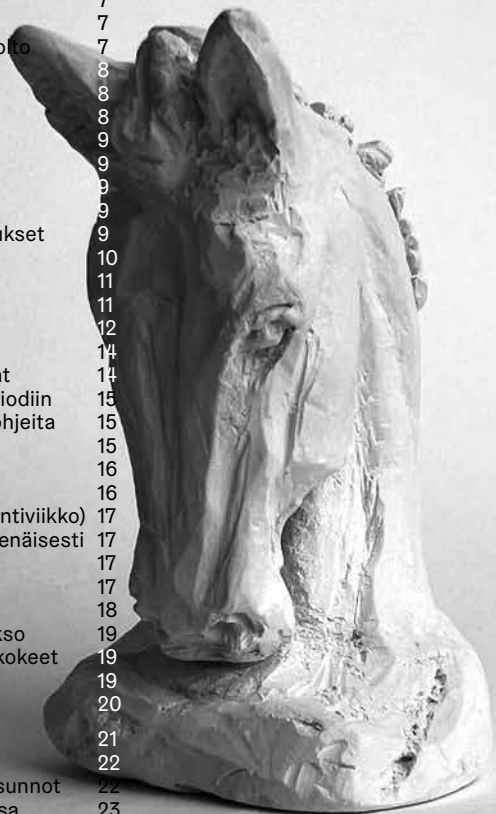 7
7
olto 7
8
8
8
9
9
9
9
ukset 9
10
11
11
12
14
t 14
iodiin 15
ohjeita 15
15
16
16
ntiviikko) 17
enäisesti 17
17
17
18
kso 19
kokeet 19
19
20
21
22
sunnot 22
sa 23